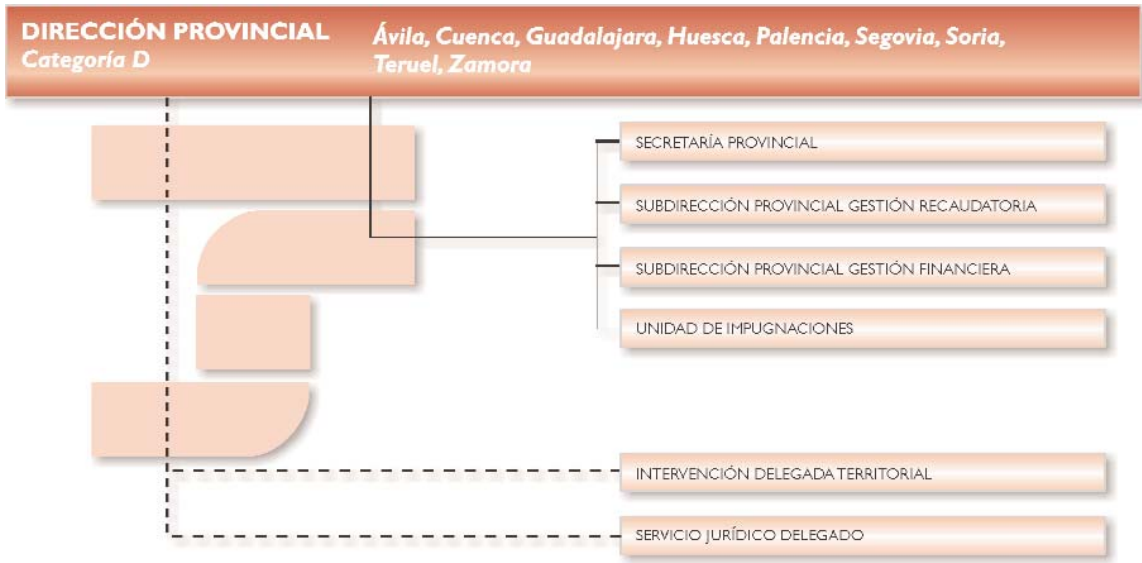 DIRECCIÓN PROVINCIAL
Categoría D
Ávila, Cuenca, Guadalajara, Huesca, Palencia, Segovia, Soria,
Teruel, Zamora
SECRETARÍA PROVINCIAL
SUBDIRECCIÓN PROVINCIAL GESTIÓN RECAUDATORIA
SUBDIRECCIÓN PROVINCIAL GESTIÓN FINANCIERA
UNIDAD DE IMPUGNACIONES
INTERVENCIÓN DELEGADA TERRITORIAL
SERVICIO JURÍDICO DELEGADO